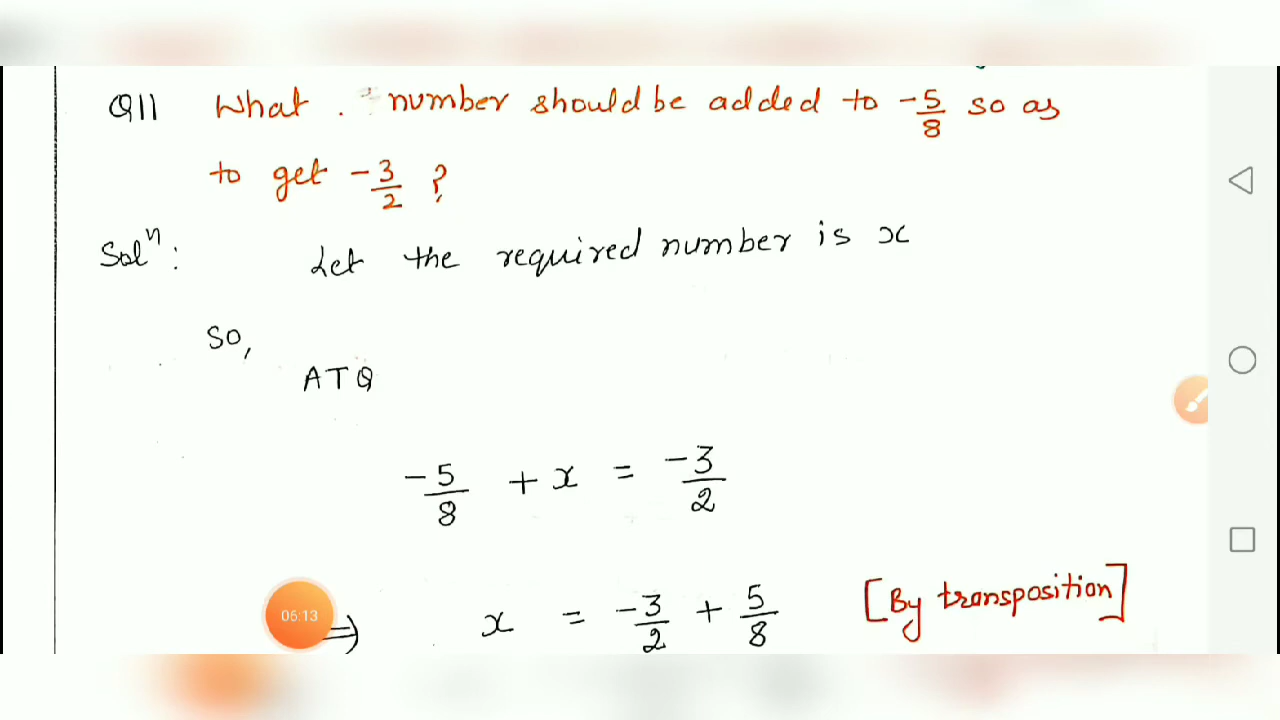 Q11 What . number should be added to -5/8 so as
to get -3/2 ?
Solⁿ: Let the required number is x
So,
ATQ
-5/8 + x = -3/2
06:13 ⇒ x = -3/2 + 5/8 [By transposition]